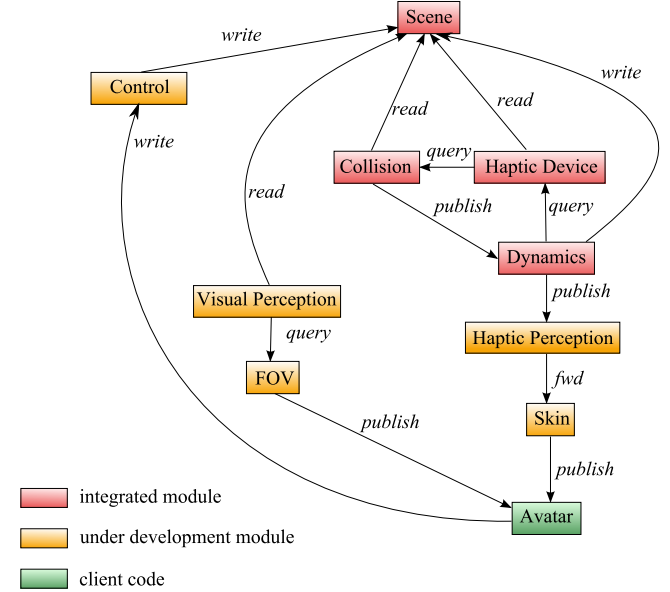 Scene
write
write
Control
read
read
write
query
Collision
Haptic Device
read
publish
query
Dynamics
Visual Perception
publish
query
Haptic Perception
FOV
fwd
publish
Skin
publish
integrated module
Avatar
under development module
client code